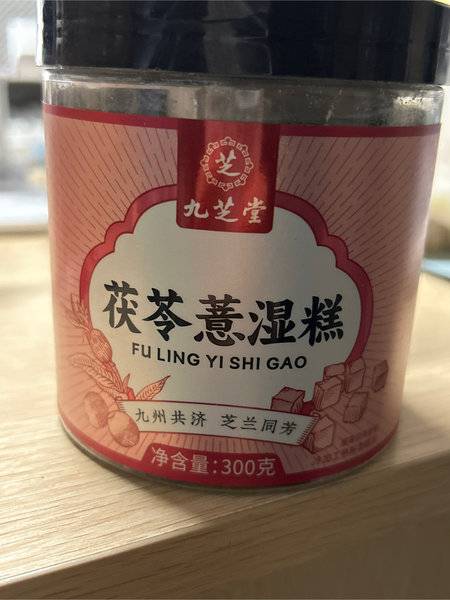 芝
九芝堂
茯苓薏湿糕
FU LING YI SHI GAO
九州共济 芝兰同芳
净含量:300克